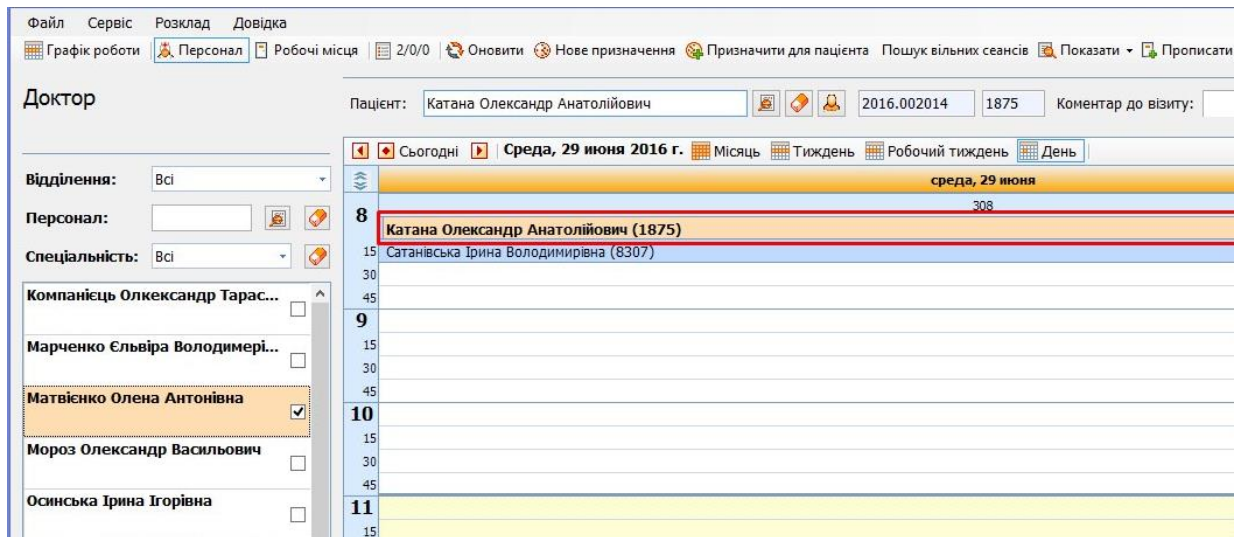 Файл Сервіс Розклад Довідка
Графік роботи Персонал Робочі місця 2/0/0 Оновити Нове призначення Призначити для пацієнта Пошук вільних сеансів Показати Прописати
Доктор
Пацієнт: Катана Олександр Анатолійович 2016.002014 1875 Коментар до візиту:
Сьогодні Среда, 29 июня 2016 г. Місяць Тиждень Робочий тиждень День
Відділення: Всі
Персонал:
Спеціальність: Всі
Компанієць Олкександр Тарас...
Марченко Єльвіра Володимері...
Матвієнко Олена Антонівна
Мороз Олександр Васильович
Осинська Ірина Ігорівна
среда, 29 июня
308
8
Катана Олександр Анатолійович (1875)
15 Сатанівська Ірина Володимирівна (8307)
30
45
9
15
30
45
10
15
30
45
11
15